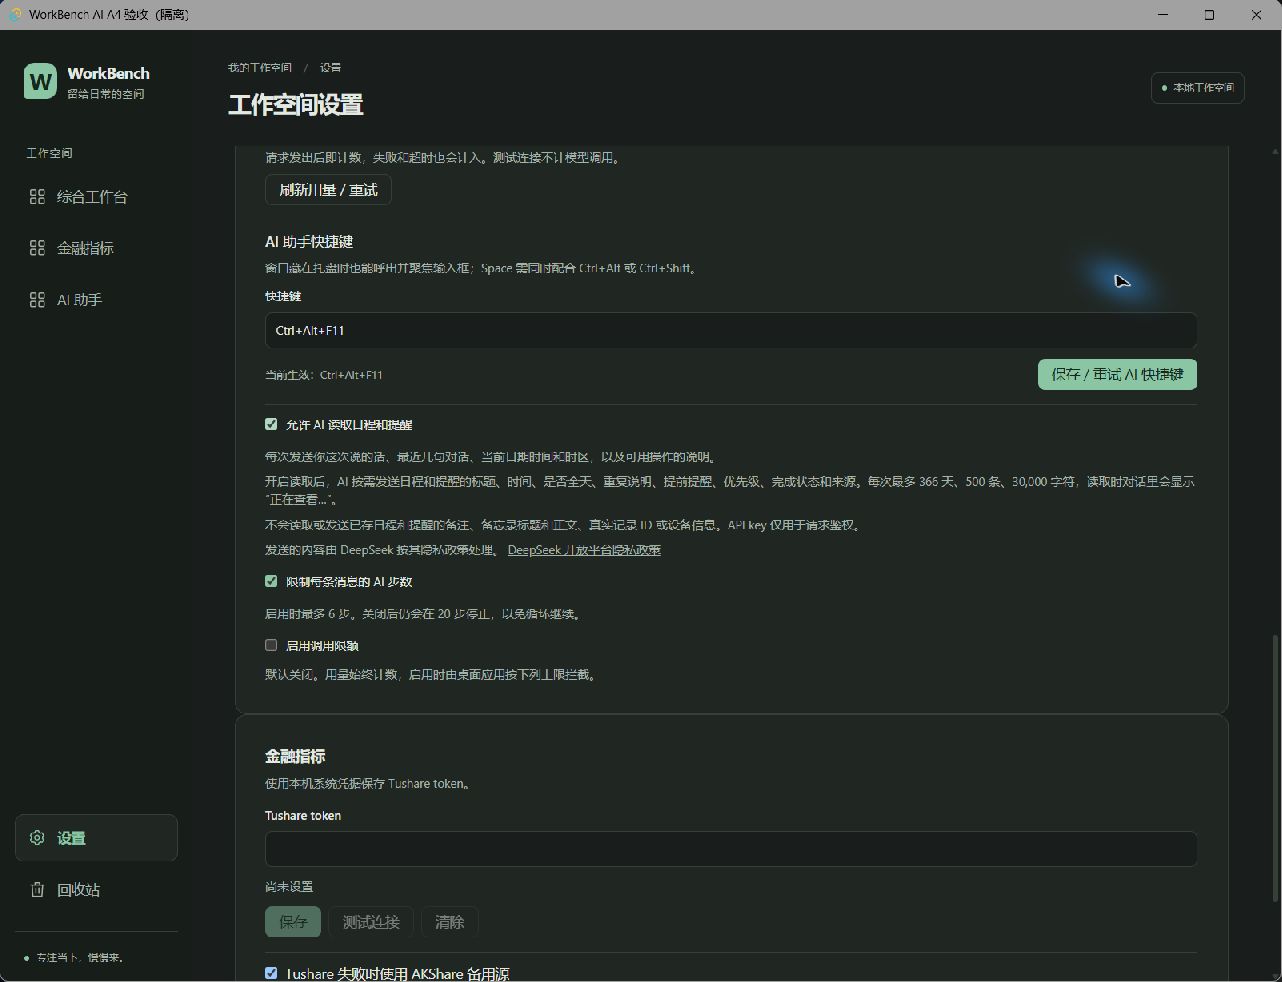 WorkBench AI A4 验收（隔离）
W
WorkBench
留给日常的空间
工作空间
综合工作台
金融指标
AI 助手
设置
回收站
专注当下，慢慢来。
我的工作空间 / 设置
工作空间设置
本地工作空间
请求发出后即计数，失败和超时也会计入。测试连接不计模型调用。
刷新用量 / 重试
AI 助手快捷键
窗口藏在托盘时也能呼出并聚焦输入框；Space 需同时配合 Ctrl+Alt 或 Ctrl+Shift。
快捷键
Ctrl+Alt+F11
当前生效：Ctrl+Alt+F11
保存 / 重试 AI 快捷键
允许 AI 读取日程和提醒
每次发送你这次说的话、最近几句对话、当前日期时间和时区，以及可用操作的说明。
开启读取后，AI 按需发送日程和提醒的标题、时间、是否全天、重复说明、提前提醒、优先级、完成状态和来源。每次最多 366 天、500 条、30,000 字符，读取时对话里会显示
“正在查看…”。
不会读取或发送已存日程和提醒的备注、备忘录标题和正文、真实记录 ID 或设备信息。API key 仅用于请求鉴权。
发送的内容由 DeepSeek 按其隐私政策处理。 DeepSeek 开放平台隐私政策
限制每条消息的 AI 步数
启用时最多 6 步。关闭后仍会在 20 步停止，以免循环继续。
启用调用限额
默认关闭。用量始终计数，启用时由桌面应用按下列上限拦截。
金融指标
使用本机系统凭据保存 Tushare token。
Tushare token
尚未设置
保存
测试连接
清除
Tushare 失败时使用 AKShare 备用源